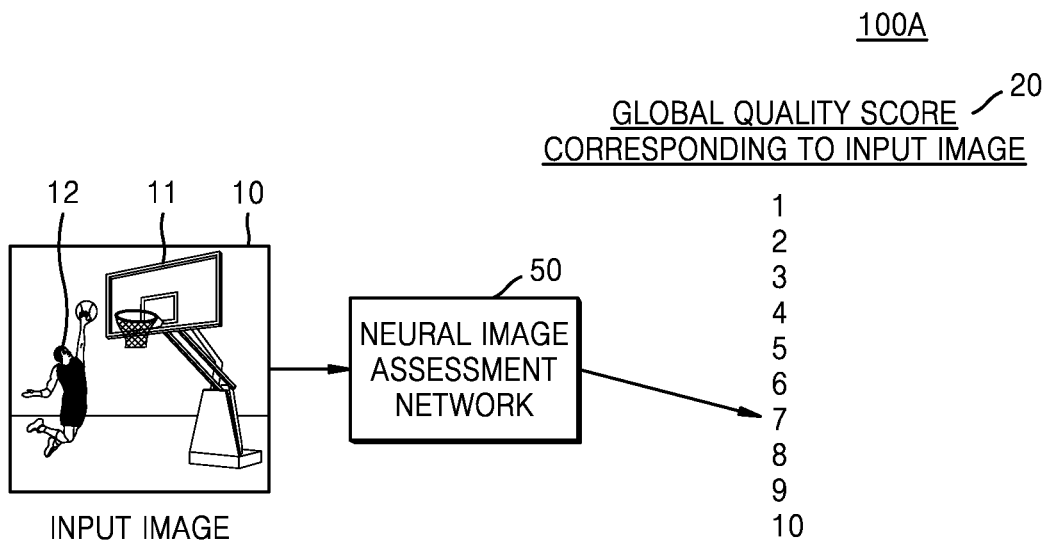 100A
20
GLOBAL QUALITY SCORE
CORRESPONDING TO INPUT IMAGE
12 11 10
1
2
3
4
5
6
7
8
9
10
50
NEURAL IMAGE
ASSESSMENT
NETWORK
INPUT IMAGE